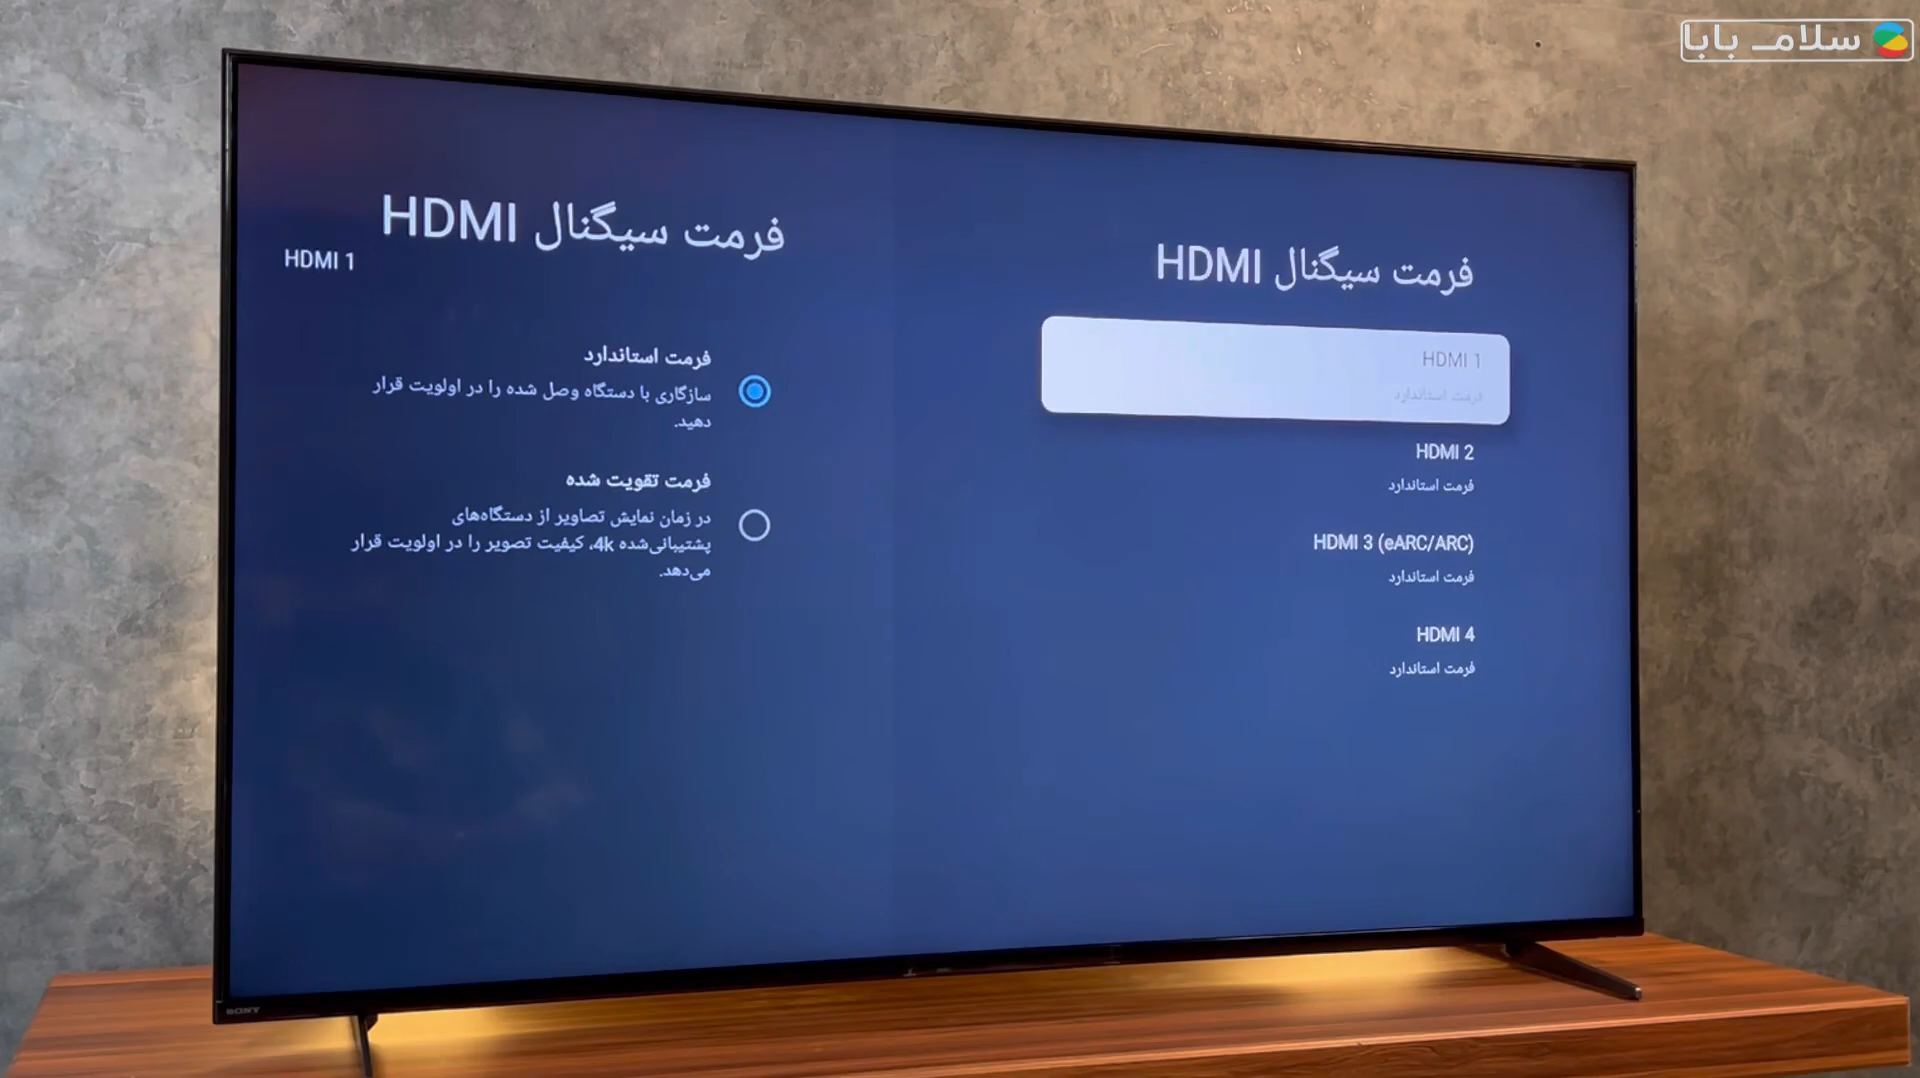 سلامـ بابا
فرمت سیگنال HDMI
HDMI 1
فرمت استاندارد
HDMI 2
فرمت استاندارد
HDMI 3 (eARC/ARC)
فرمت استاندارد
HDMI 4
فرمت استاندارد
فرمت سیگنال HDMI
HDMI 1
فرمت استاندارد
سازگاری با دستگاه وصل شده را در اولویت قرار
دهید.
فرمت تقویت شده
در زمان نمایش تصاویر از دستگاه‌های
پشتیبانی‌شده 4k، کیفیت تصویر را در اولویت قرار
می‌دهد.
SONY